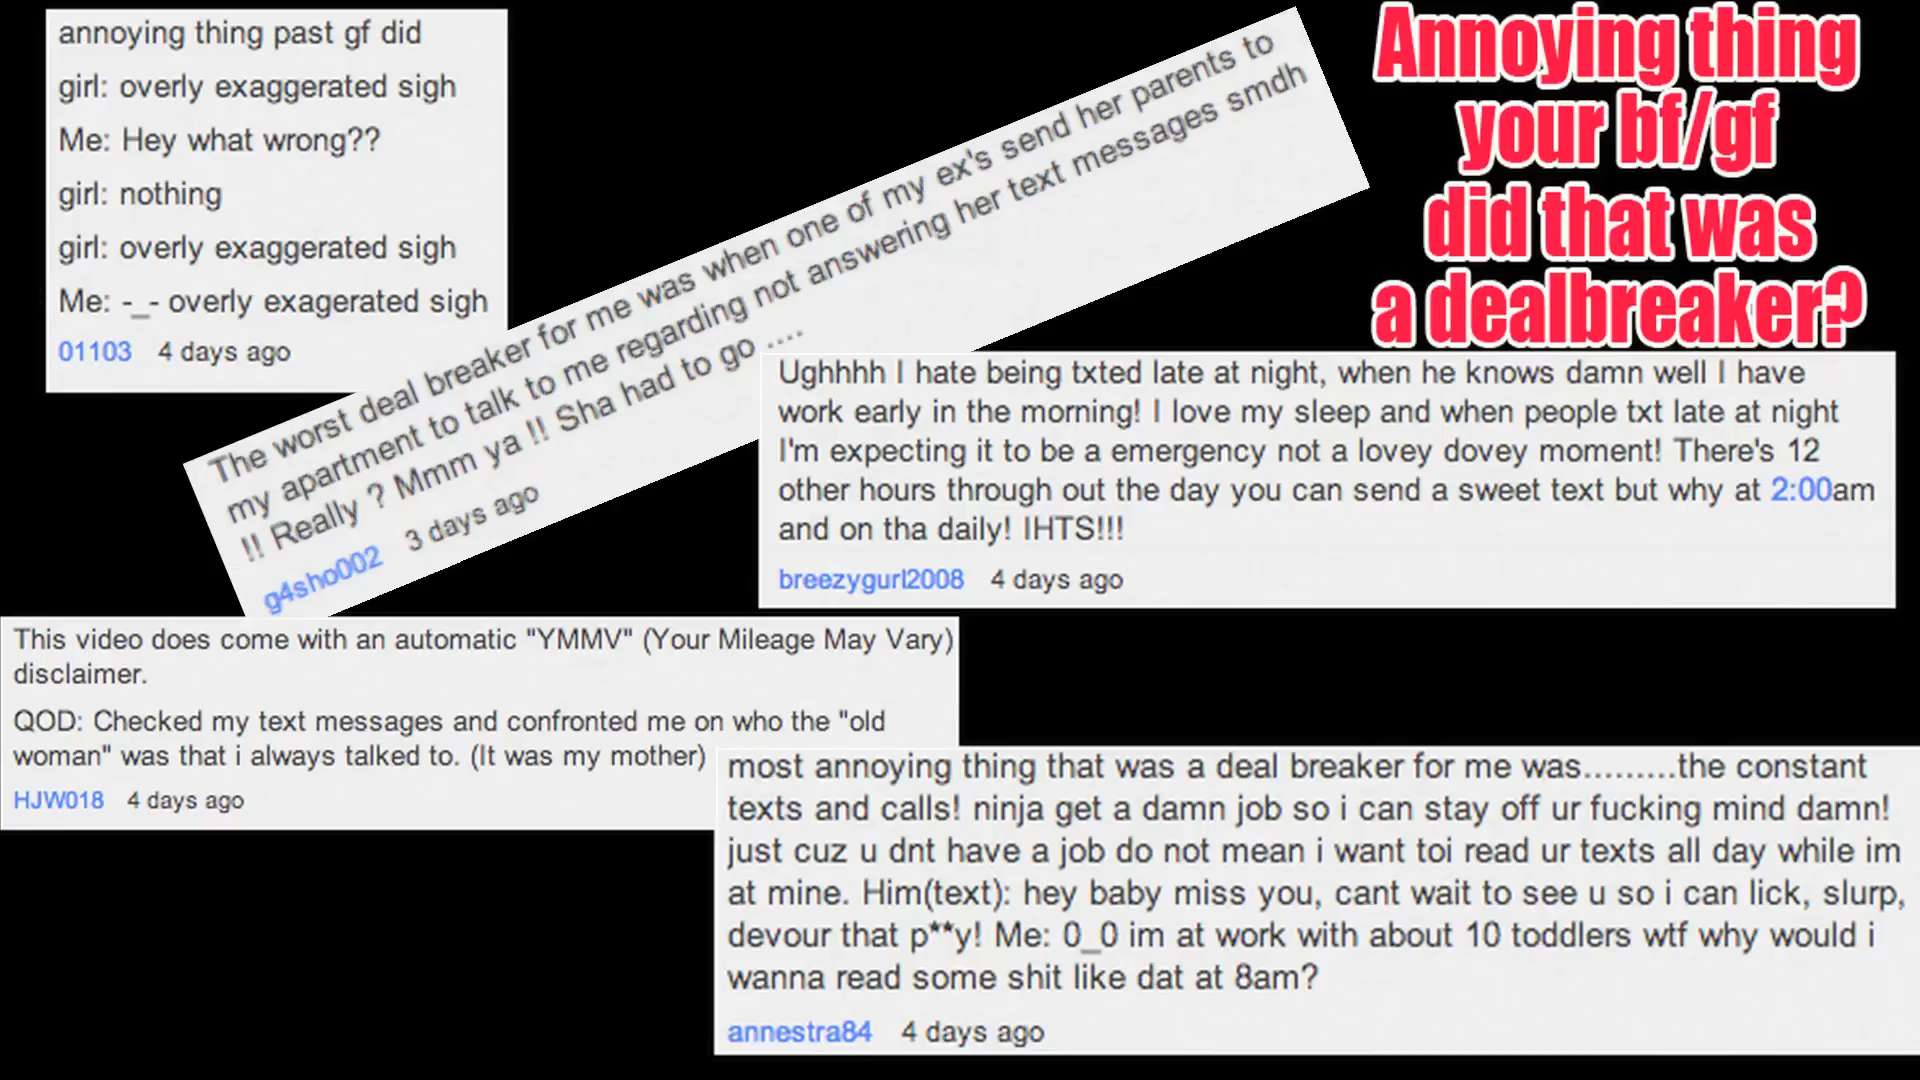 annoying thing past gf did
girl: overly exaggerated sigh
Me: Hey what wrong??
girl: nothing
girl: overly exaggerated sigh
Me: -_- overly exagerated sigh
01103 4 days ago
Annoying thing
your bf/gf
did that was
a dealbreaker?
The worst deal breaker for me was when one of my ex's send her parents to
my apartment to talk to me regarding not answering her text messages smdh
!! Really ? Mmm ya !! Sha had to go ....
g4sho002 3 days ago
Ughhhh I hate being txted late at night, when he knows damn well I have
work early in the morning! I love my sleep and when people txt late at night
I'm expecting it to be a emergency not a lovey dovey moment! There's 12
other hours through out the day you can send a sweet text but why at 2:00am
and on tha daily! IHTS!!!
breezygurl2008 4 days ago
This video does come with an automatic "YMMV" (Your Mileage May Vary)
disclaimer.
QOD: Checked my text messages and confronted me on who the "old
woman" was that i always talked to. (It was my mother)
HJW018 4 days ago
most annoying thing that was a deal breaker for me was.........the constant
texts and calls! ninja get a damn job so i can stay off ur fucking mind damn!
just cuz u dnt have a job do not mean i want toi read ur texts all day while im
at mine. Him(text): hey baby miss you, cant wait to see u so i can lick, slurp,
devour that p**y! Me: 0_0 im at work with about 10 toddlers wtf why would i
wanna read some shit like dat at 8am?
annestra84 4 days ago